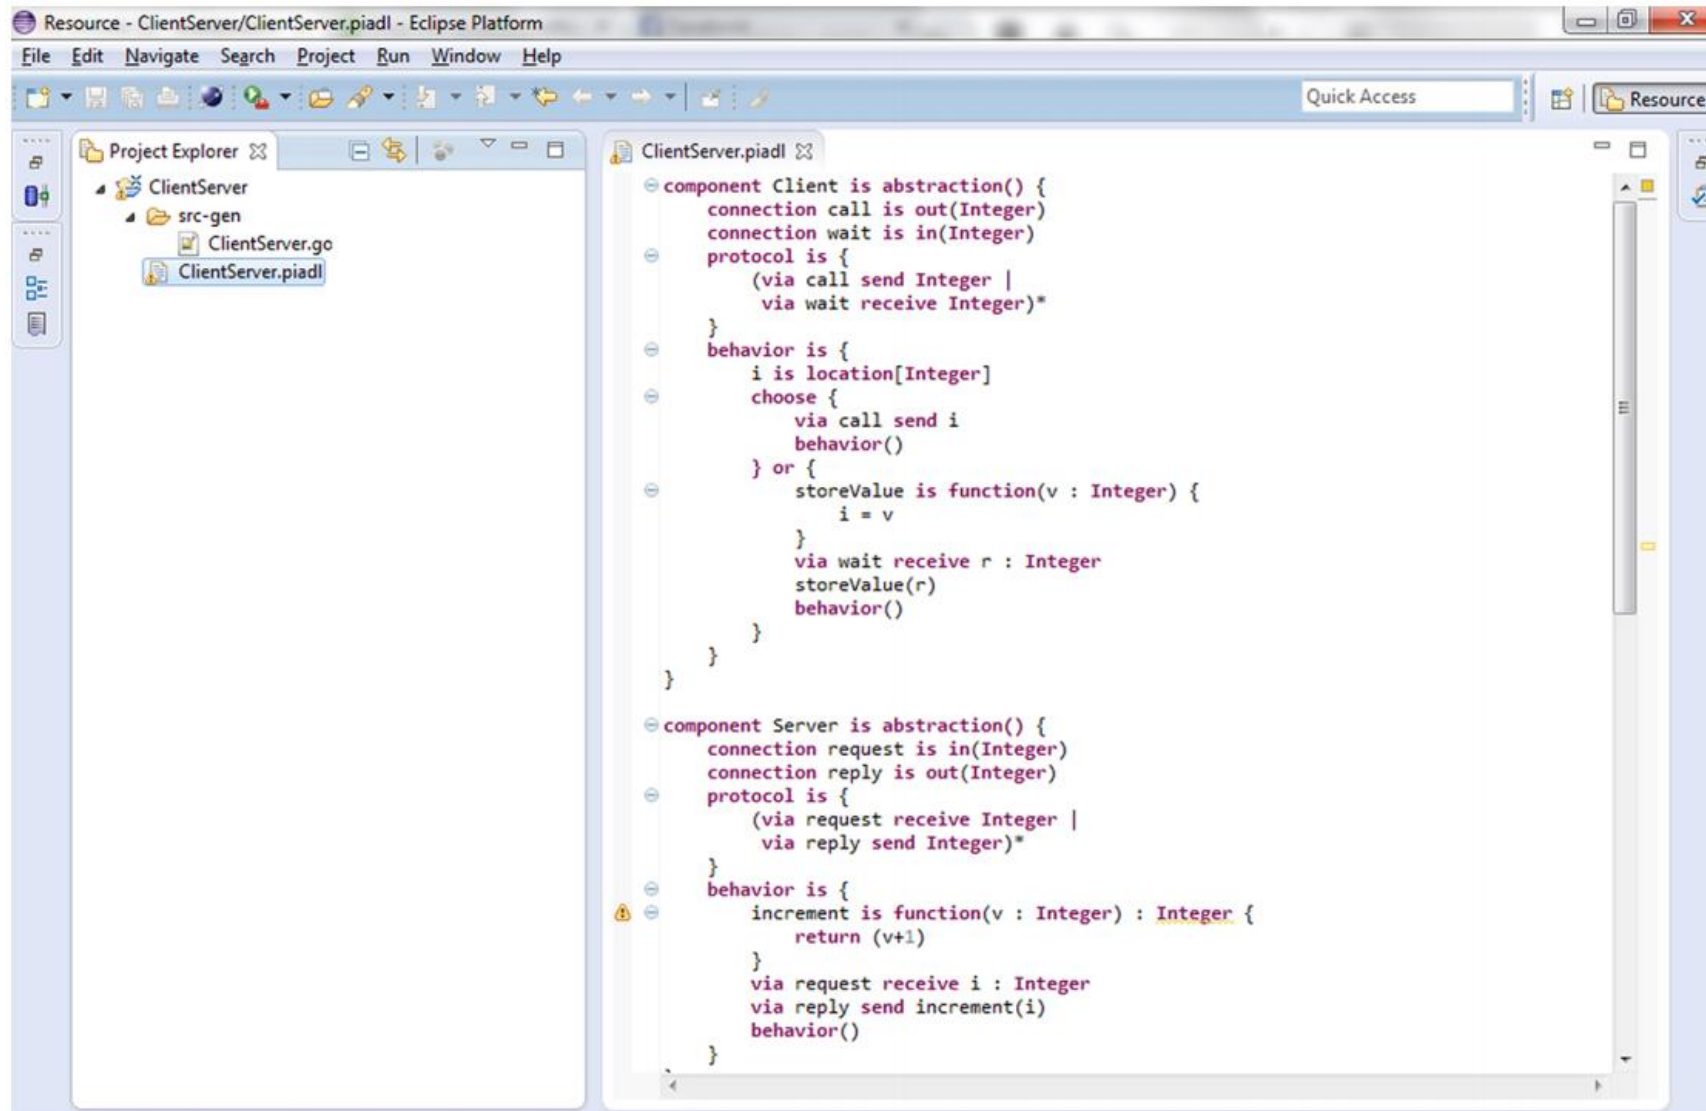 Resource - ClientServer/ClientServer.piadl - Eclipse Platform
File Edit Navigate Search Project Run Window Help
Quick Access
Resource
Project Explorer
ClientServer
src-gen
ClientServer.go
ClientServer.piadl
ClientServer.piadl
component Client is abstraction() {
    connection call is out(Integer)
    connection wait is in(Integer)
    protocol is {
        (via call send Integer |
         via wait receive Integer)*
    }
    behavior is {
        i is location[Integer]
        choose {
            via call send i
            behavior()
        } or {
            storeValue is function(v : Integer) {
                i = v
            }
            via wait receive r : Integer
            storeValue(r)
            behavior()
        }
    }
}
component Server is abstraction() {
    connection request is in(Integer)
    connection reply is out(Integer)
    protocol is {
        (via request receive Integer |
         via reply send Integer)*
    }
    behavior is {
        increment is function(v : Integer) : Integer {
            return (v+1)
        }
        via request receive i : Integer
        via reply send increment(i)
        behavior()
    }